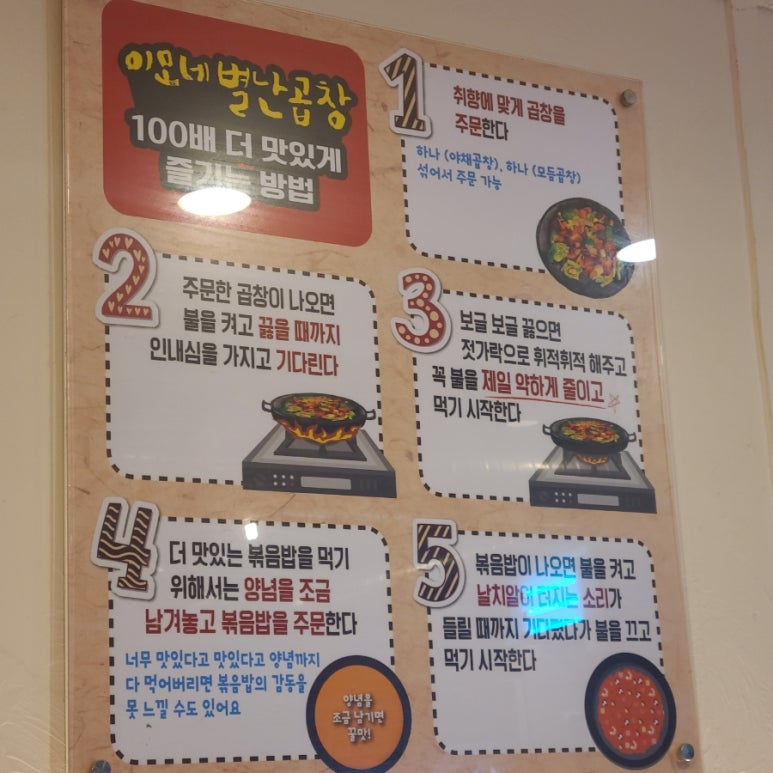 이모네 별난곱창
100배 더 맛있게
즐기는 방법
1
취향에 맞게 곱창을
주문한다
하나 (야채곱창), 하나 (모듬곱창)
섞어서 주문 가능
2
주문한 곱창이 나오면
불을 켜고 끓을 때까지
인내심을 가지고 기다린다
3
보글 보글 끓으면
젓가락으로 휘적휘적 해주고
꼭 불을 제일 약하게 줄이고
먹기 시작한다
4
더 맛있는 볶음밥을 먹기
위해서는 양념을 조금
남겨놓고 볶음밥을 주문한다
너무 맛있다고 맛있다고 양념까지
다 먹어버리면 볶음밥의 감동을
못 느낄 수도 있어요
양념을
조금 남기면
꿀맛!
5
볶음밥이 나오면 불을 켜고
날치알이 터지는 소리가
들릴 때까지 기다렸다가 불을 끄고
먹기 시작한다